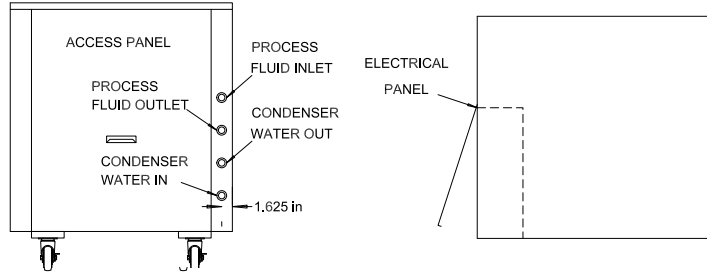 ACCESS PANEL
PROCESS
FLUID INLET
PROCESS
FLUID OUTLET
CONDENSER
WATER OUT
CONDENSER
WATER IN
1.625 in
ELECTRICAL
PANEL